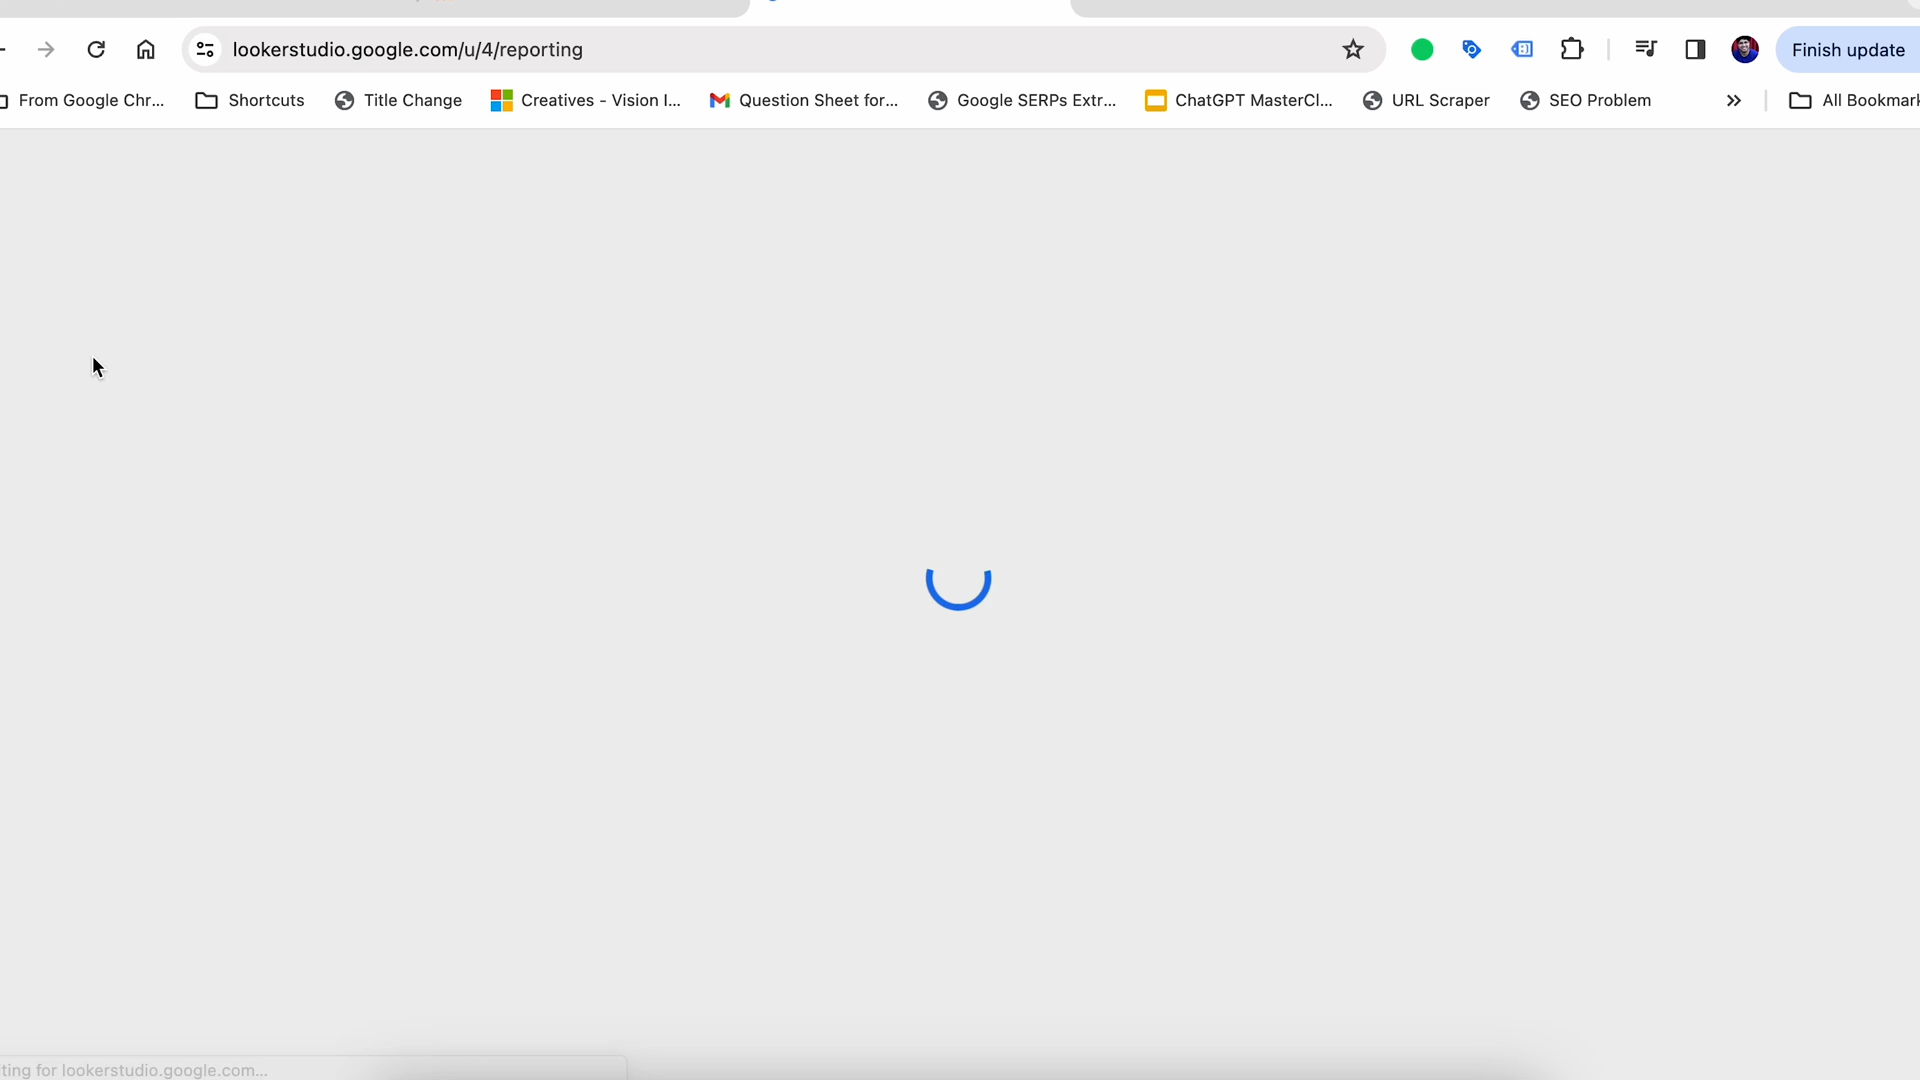 lookerstudio.google.com/u/4/reporting
Finish update
From Google Chr...
Shortcuts
Title Change
Creatives - Vision I...
Question Sheet for...
Google SERPs Extr...
ChatGPT MasterCl...
URL Scraper
SEO Problem
All Bookmark
ting for lookerstudio.google.com...